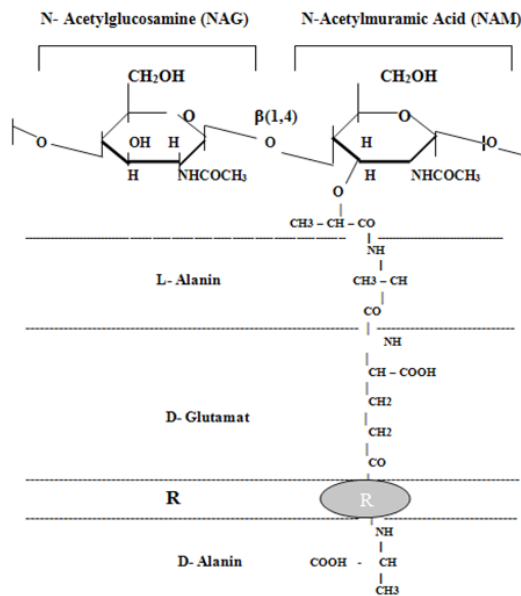 N- Acetylglucosamine (NAG) N-Acetylmuramic Acid (NAM)
CH2OH CH2OH
O β(1,4) O
O OH H O H O
H NHCOCH3 H NHCOCH3
O
CH3 – CH – CO
NH
L- Alanin CH3 – CH
CO
NH
CH – COOH
CH2
D- Glutamat
CH2
CO
R R
NH
D- Alanin COOH - CH
CH3